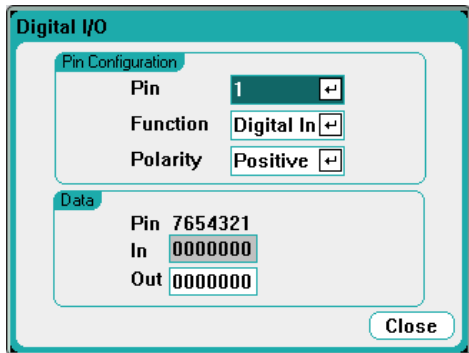 Digital I/O
Pin Configuration
Pin 1
Function Digital In
Polarity Positive
Data
Pin 7654321
In 0000000
Out 0000000
Close